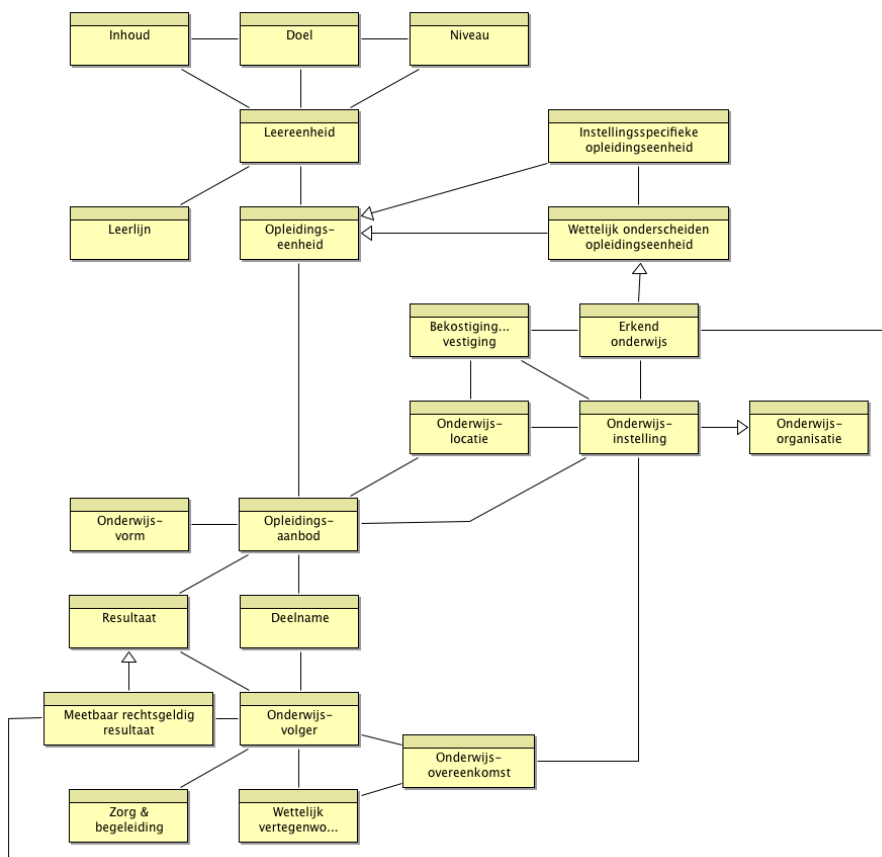 Inhoud
Doel
Niveau
Leereenheid
Instellingsspecifieke
opleidingseenheid
Leerlijn
Opleidings-
eenheid
Wettelijk onderscheiden
opleidingseenheid
Bekostiging...
vestiging
Erkend
onderwijs
Onderwijs-
locatie
Onderwijs-
instelling
Onderwijs-
organisatie
Onderwijs-
vorm
Opleidings-
aanbod
Resultaat
Deelname
Meetbaar rechtsgeldig
resultaat
Onderwijs-
volger
Onderwijs-
overeenkomst
Zorg &
begeleiding
Wettelijk
vertegenwo...